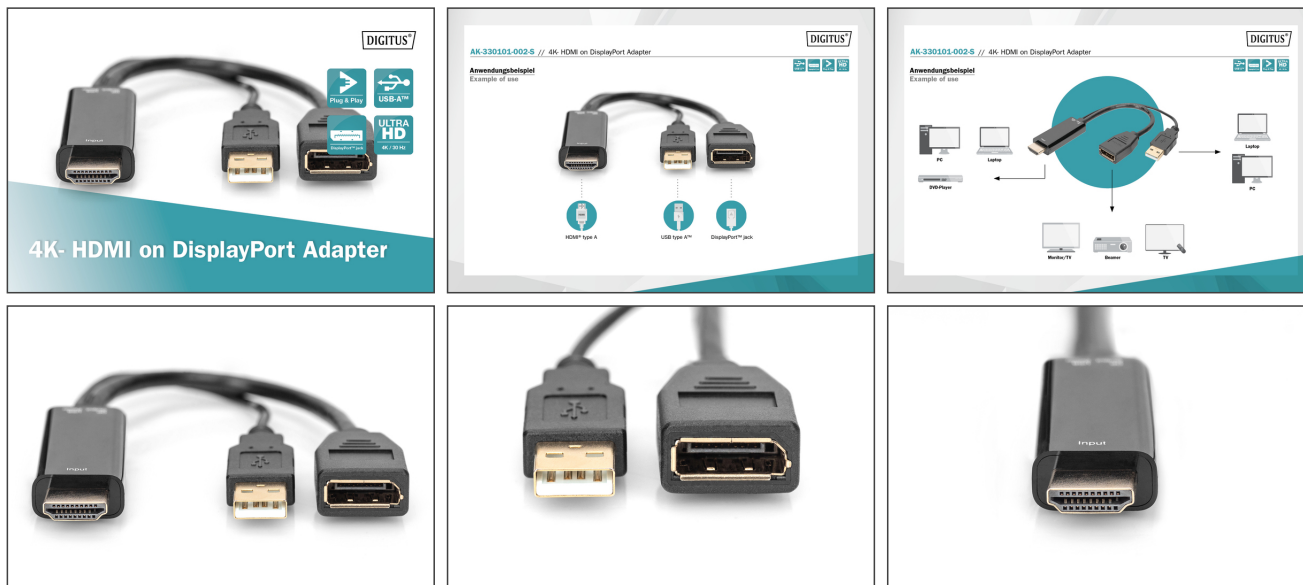 DIGITUS®
Plug & Play
USB-A™
DisplayPort™ jack
ULTRA
HD
4K / 30 Hz
Input
4K- HDMI on DisplayPort Adapter
DIGITUS®
AK-330101-002-S // 4K- HDMI on DisplayPort Adapter
Anwendungsbeispiel
Example of use
HDMI® type A
USB type A™
DisplayPort™ jack
DIGITUS®
AK-330101-002-S // 4K- HDMI on DisplayPort Adapter
Anwendungsbeispiel
Example of use
PC
Laptop
DVD-Player
Laptop
PC
Monitor/TV
Beamer
TV
Input
Input